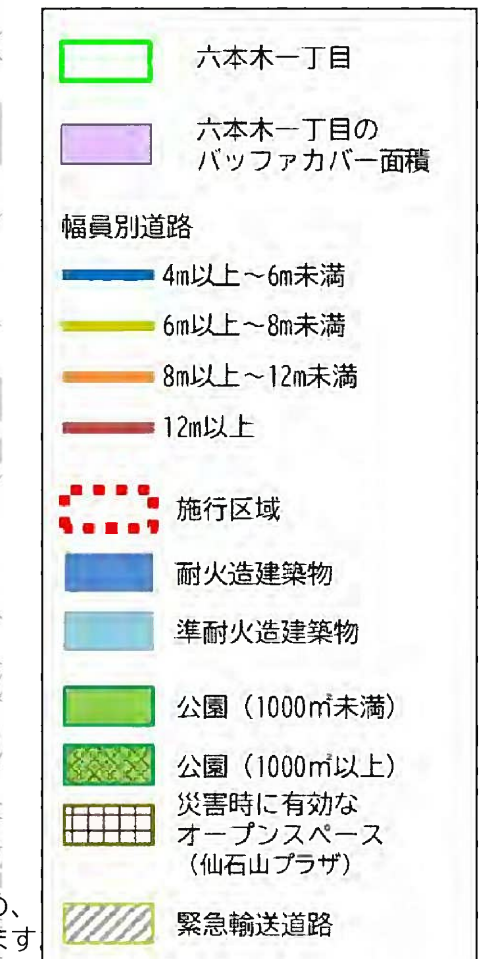 六本木一丁目
六本木一丁目の
バッファカバー面積
幅員別道路
4m以上～6m未満
6m以上～8m未満
8m以上～12m未満
12m以上
施行区域
耐火造建築物
準耐火造建築物
公園（1000㎡未満）
公園（1000㎡以上）
災害時に有効な
オープンスペース
（仙石山プラザ）
緊急輸送道路
の、
ます